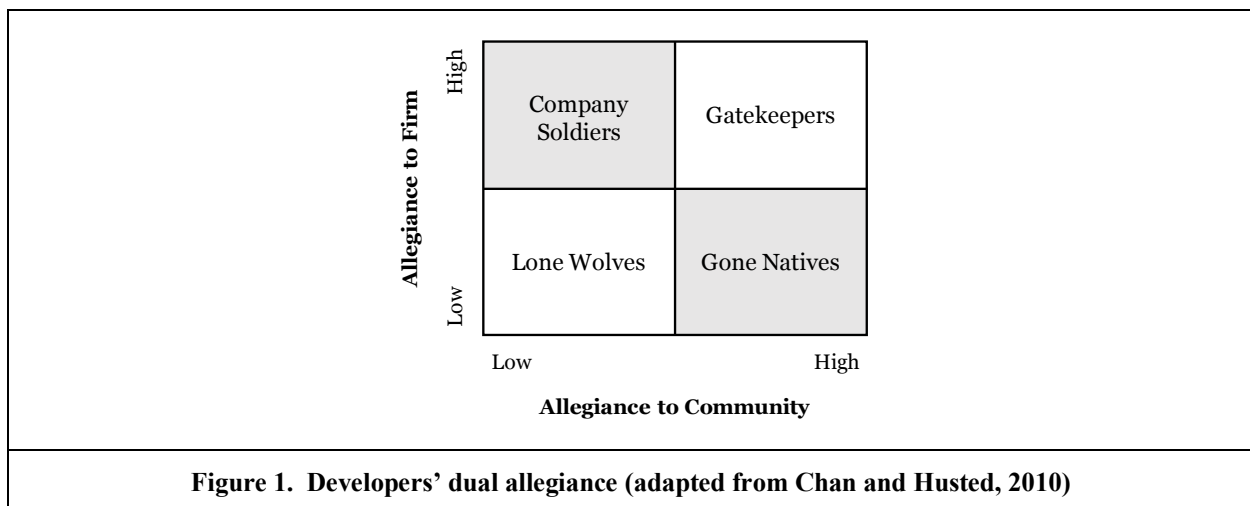 High
Allegiance to Firm
Low
Company
Soldiers
Gatekeepers
Lone Wolves
Gone Natives
Low
High
Allegiance to Community
Figure 1. Developers’ dual allegiance (adapted from Chan and Husted, 2010)